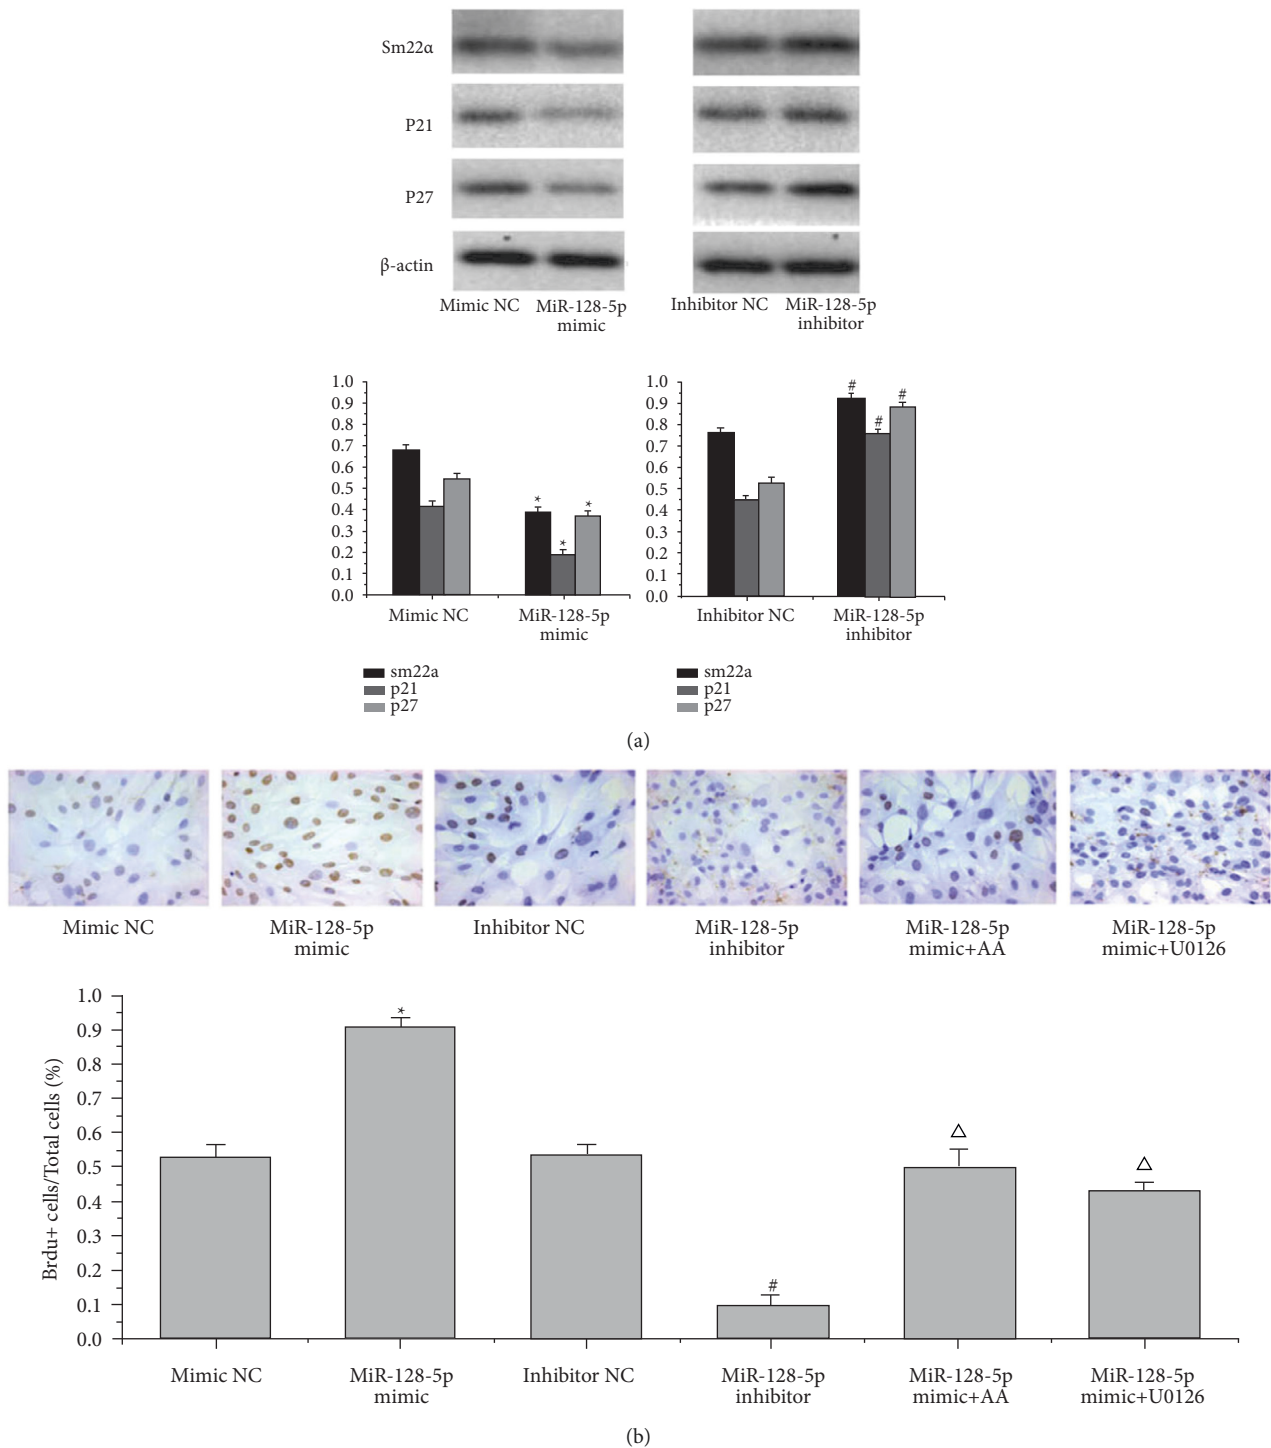 Sm22α
P21
P27
β-actin
Mimic NC
MiR-128-5p
mimic
Inhibitor NC
MiR-128-5p
inhibitor
1.0
0.9
0.8
0.7
0.6
0.5
0.4
0.3
0.2
0.1
0.0
*
*
*
Mimic NC
MiR-128-5p
mimic
sm22a
p21
p27
1.0
0.9
0.8
0.7
0.6
0.5
0.4
0.3
0.2
0.1
0.0
#
#
#
Inhibitor NC
MiR-128-5p
inhibitor
sm22a
p21
p27
(a)
Mimic NC
MiR-128-5p
mimic
Inhibitor NC
MiR-128-5p
inhibitor
MiR-128-5p
mimic+AA
MiR-128-5p
mimic+U0126
Brdu+ cells/Total cells (%)
1.0
0.9
0.8
0.7
0.6
0.5
0.4
0.3
0.2
0.1
0.0
*
#
△
△
Mimic NC
MiR-128-5p
mimic
Inhibitor NC
MiR-128-5p
inhibitor
MiR-128-5p
mimic+AA
MiR-128-5p
mimic+U0126
(b)